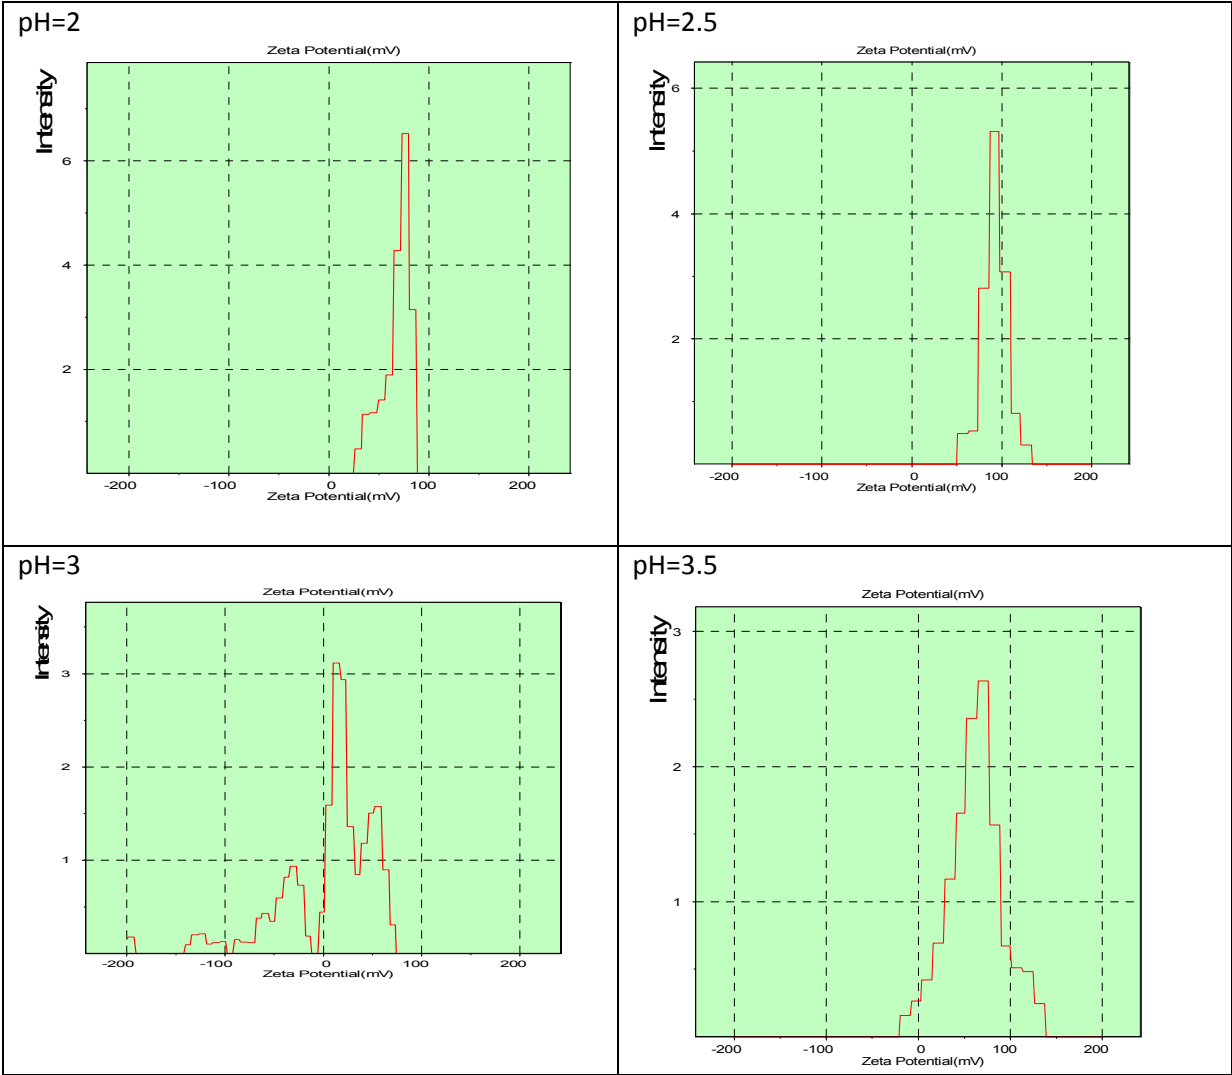 pH=2
Zeta Potential(mV)
Intensity
6
4
2
-200 -100 0 100 200
Zeta Potential(mV)
pH=2.5
Zeta Potential(mV)
Intensity
6
4
2
-200 -100 0 100 200
Zeta Potential(mV)
pH=3
Zeta Potential(mV)
Intensity
3
2
1
-200 -100 0 100 200
Zeta Potential(mV)
pH=3.5
Zeta Potential(mV)
Intensity
3
2
1
-200 -100 0 100 200
Zeta Potential(mV)